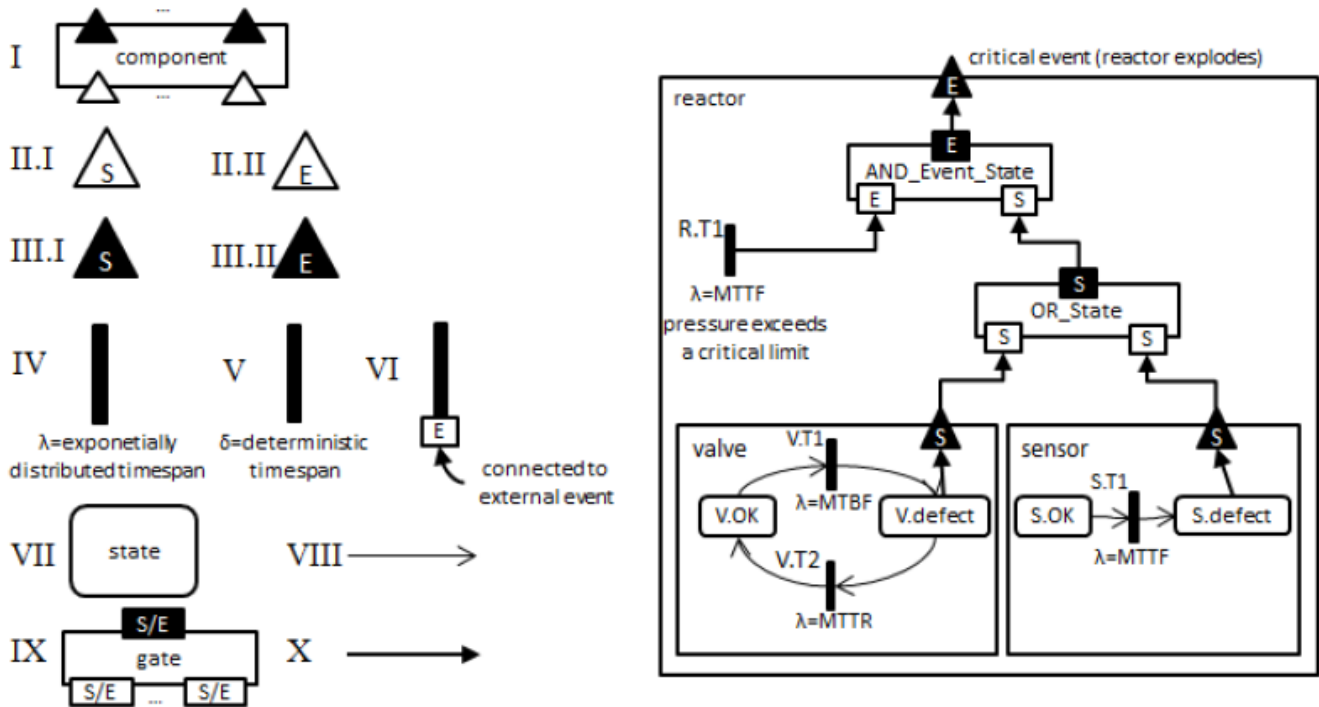 I
...
component
...
II.I
S
II.II
E
III.I
S
III.II
E
IV
V
VI
E
λ=exponetially
distributed timespan
δ=deterministic
timespan
connected to
external event
VII
state
VIII
IX
S/E
gate
S/E
...
S/E
X
critical event (reactor explodes)
E
reactor
E
AND_Event_State
E
S
R.T1
λ=MTTF
pressure exceeds
a critical limit
S
OR_State
S
S
S
valve
V.T1
λ=MTBF
V.OK
V.defect
V.T2
λ=MTTR
S
sensor
S.T1
S.OK
S.defect
λ=MTTF